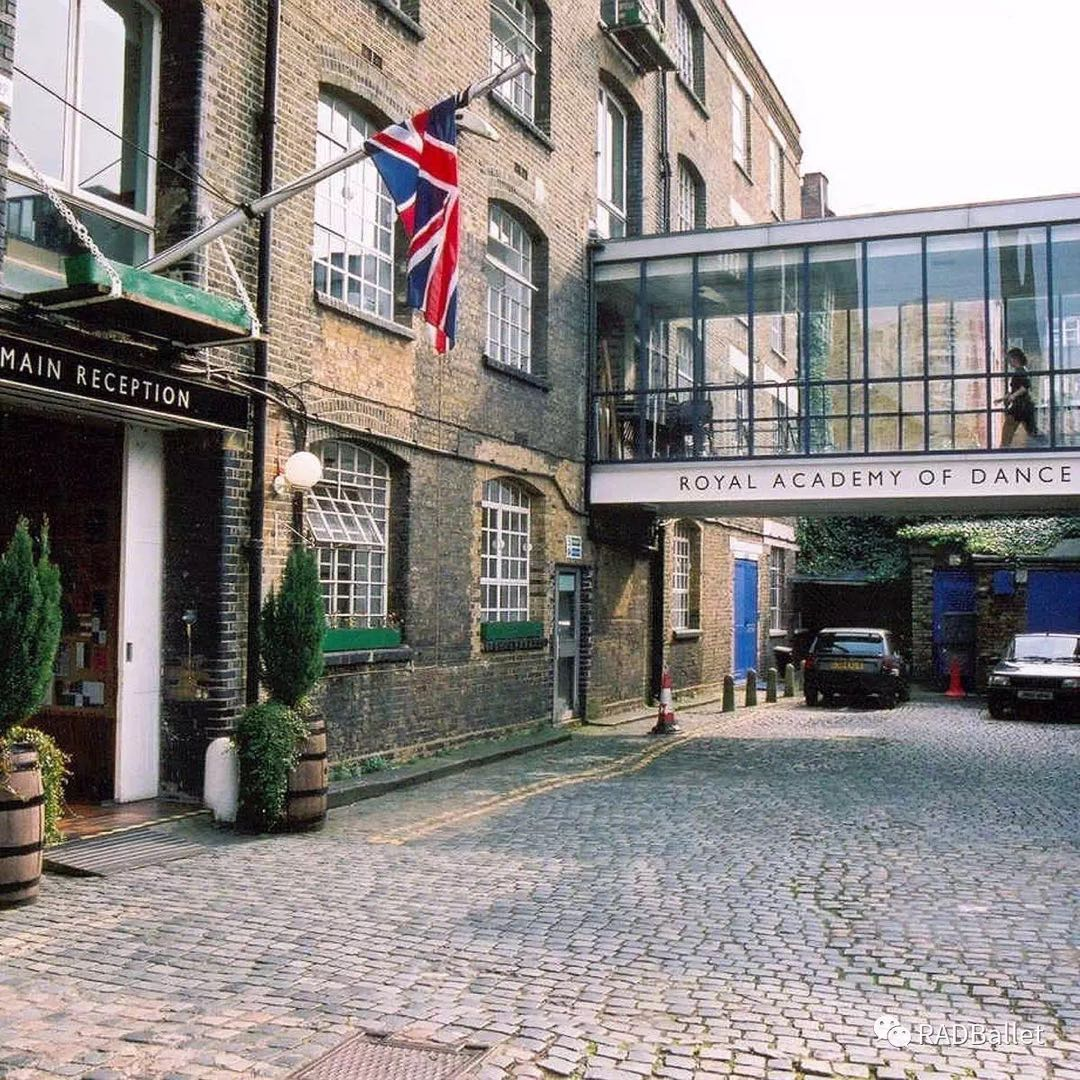 MAIN RECEPTION
ROYAL ACADEMY OF DANCE
RADBallet